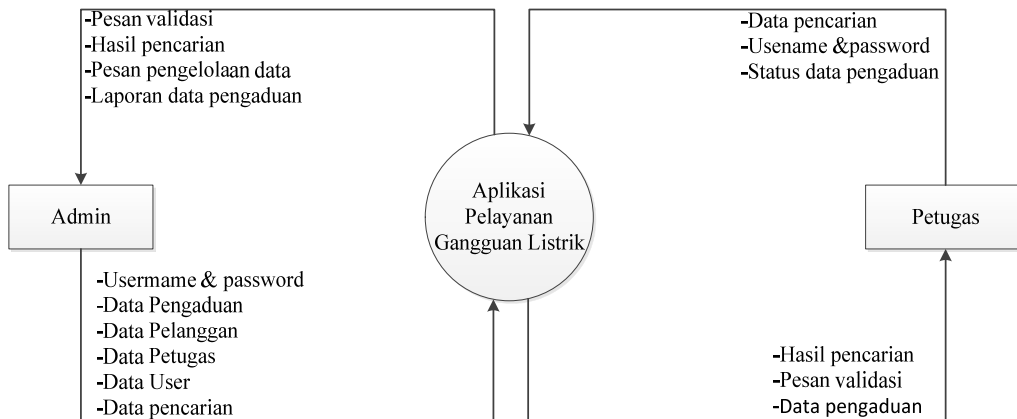 -Pesan validasi
-Hasil pencarian
-Pesan pengelolaan data
-Laporan data pengaduan
-Data pencarian
-Usename &password
-Status data pengaduan
Admin
Aplikasi
Pelayanan
Gangguan Listrik
Petugas
-Usermame & password
-Data Pengaduan
-Data Pelanggan
-Data Petugas
-Data User
-Data pencarian
-Hasil pencarian
-Pesan validasi
-Data pengaduan